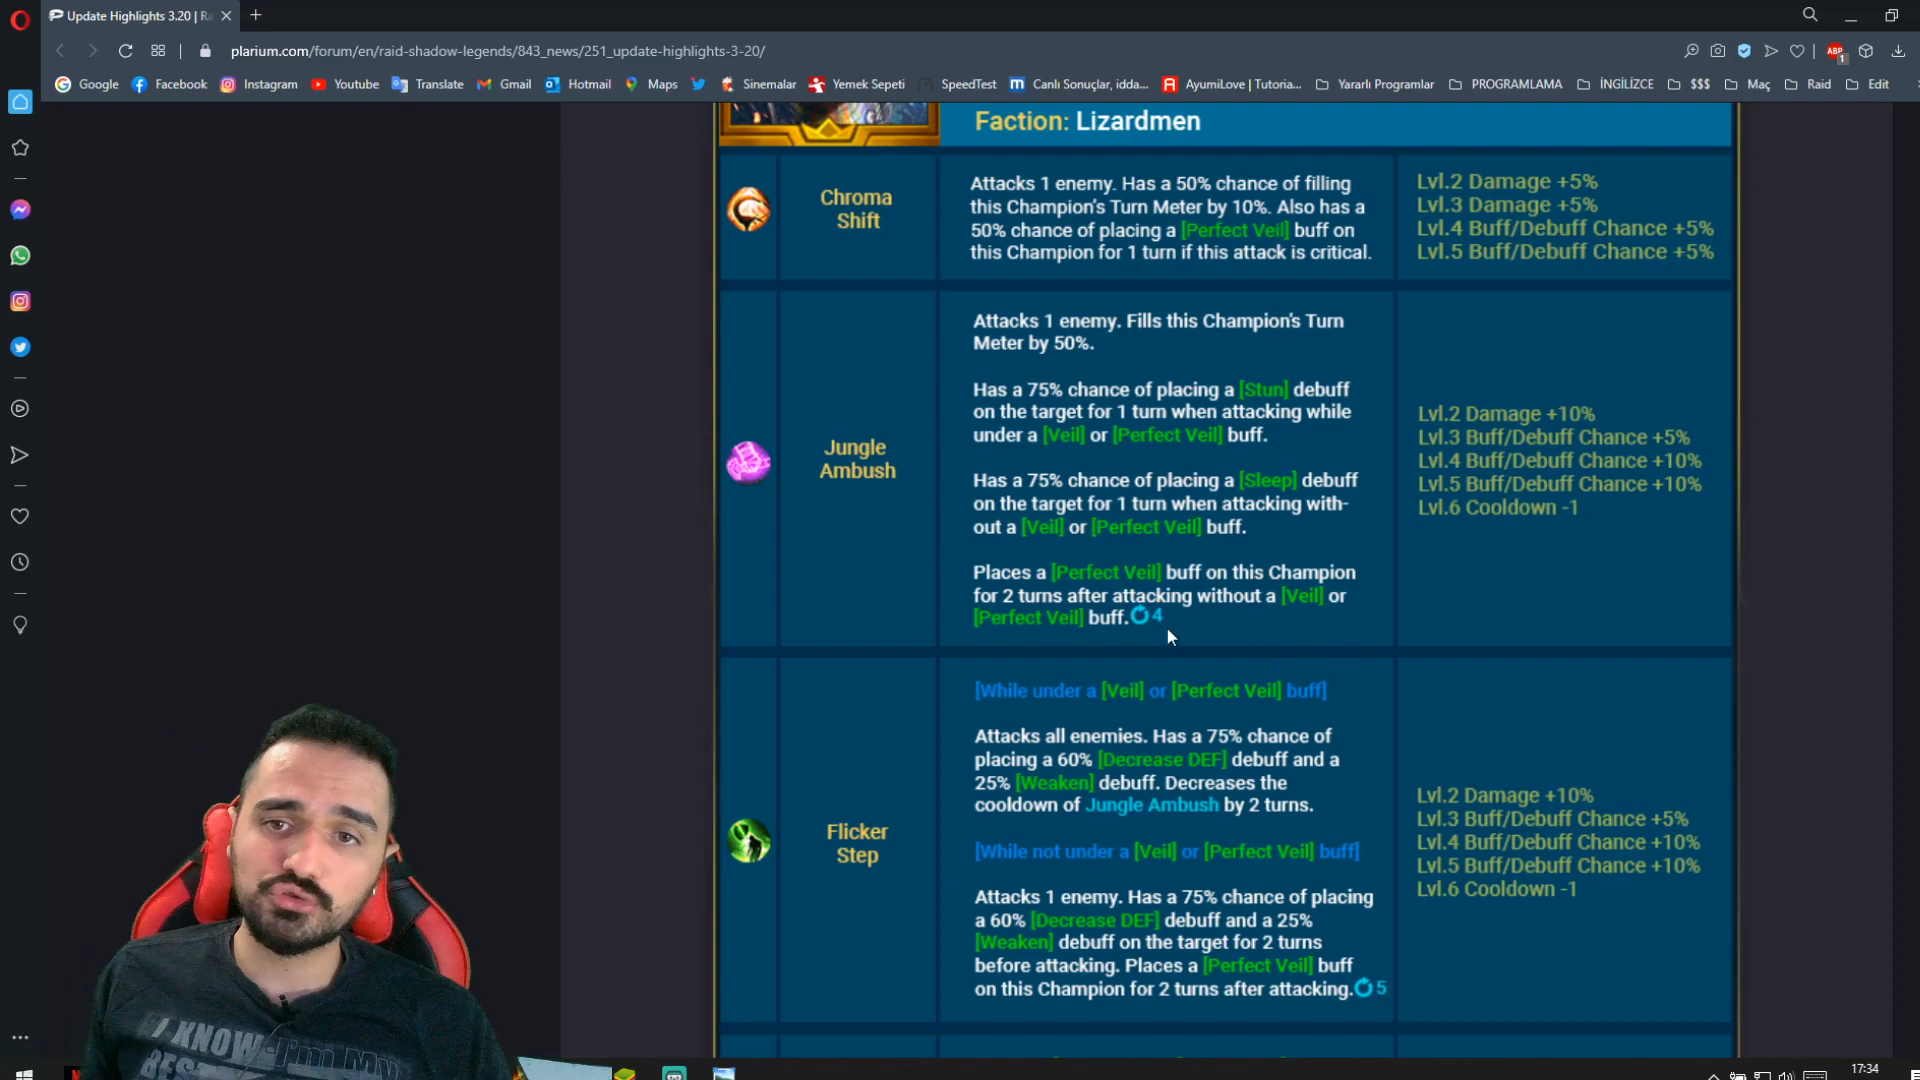 Update Highlights 3.20 | Ra
plarium.com/forum/en/raid-shadow-legends/843_news/251_update-highlights-3-20/
ABP
1
Google
Facebook
Instagram
Youtube
Translate
Gmail
Hotmail
Maps
Sinemalar
Yemek Sepeti
SpeedTest
Canlı Sonuçlar, idda...
AyumiLove | Tutoria...
Yararlı Programlar
PROGRAMLAMA
İNGİLİZCE
$$$
Maç
Raid
Edit
Faction: Lizardmen
Chroma
Shift
Attacks 1 enemy. Has a 50% chance of filling
this Champion's Turn Meter by 10%. Also has a
50% chance of placing a [Perfect Veil] buff on
this Champion for 1 turn if this attack is critical.
Lvl.2 Damage +5%
Lvl.3 Damage +5%
Lvl.4 Buff/Debuff Chance +5%
Lvl.5 Buff/Debuff Chance +5%
Jungle
Ambush
Attacks 1 enemy. Fills this Champion's Turn
Meter by 50%.
Has a 75% chance of placing a [Stun] debuff
on the target for 1 turn when attacking while
under a [Veil] or [Perfect Veil] buff.
Has a 75% chance of placing a [Sleep] debuff
on the target for 1 turn when attacking with-
out a [Veil] or [Perfect Veil] buff.
Places a [Perfect Veil] buff on this Champion
for 2 turns after attacking without a [Veil] or
[Perfect Veil] buff. 4
Lvl.2 Damage +10%
Lvl.3 Buff/Debuff Chance +5%
Lvl.4 Buff/Debuff Chance +10%
Lvl.5 Buff/Debuff Chance +10%
Lvl.6 Cooldown -1
Flicker
Step
[While under a [Veil] or [Perfect Veil] buff]
Attacks all enemies. Has a 75% chance of
placing a 60% [Decrease DEF] debuff and a
25% [Weaken] debuff. Decreases the
cooldown of Jungle Ambush by 2 turns.
[While not under a [Veil] or [Perfect Veil] buff]
Attacks 1 enemy. Has a 75% chance of placing
a 60% [Decrease DEF] debuff and a 25%
[Weaken] debuff on the target for 2 turns
before attacking. Places a [Perfect Veil] buff
on this Champion for 2 turns after attacking. 5
Lvl.2 Damage +10%
Lvl.3 Buff/Debuff Chance +5%
Lvl.4 Buff/Debuff Chance +10%
Lvl.5 Buff/Debuff Chance +10%
Lvl.6 Cooldown -1
I KNOW I'm MY
BES
17:34